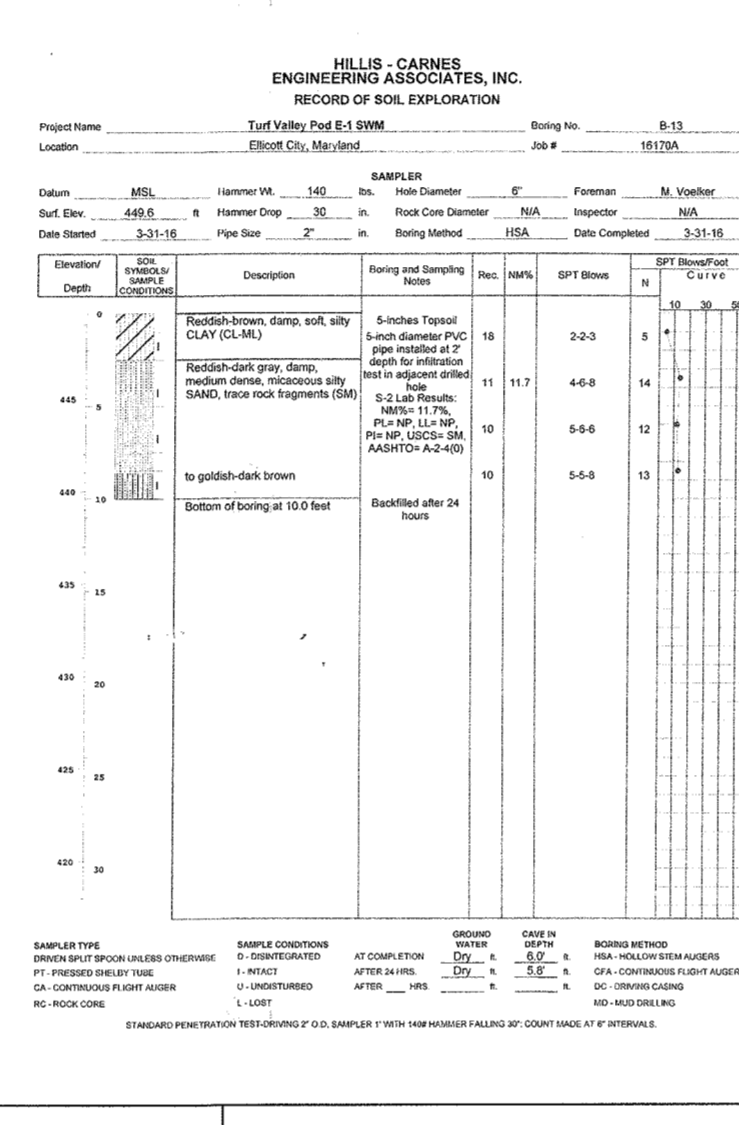 HILLIS - CARNES
ENGINEERING ASSOCIATES, INC.
RECORD OF SOIL EXPLORATION
Project Name Turf Valley Pod E-1 SWM Boring No. B-13
Location Ellicott City, Maryland Job # 16170A
SAMPLER
Datum MSL Hammer Wt. 140 lbs. Hole Diameter 6" Foreman M. Voelker
Surf. Elev. 449.6 ft Hammer Drop 30 in. Rock Core Diameter N/A Inspector N/A
Date Started 3-31-16 Pipe Size 2" in. Boring Method HSA Date Completed 3-31-16
Elevation/ Depth SOIL SYMBOLS/ SAMPLE CONDITIONS Description Boring and Sampling Notes Rec. NM% SPT Blows N SPT Blows/Foot Curve
10 30
0
Reddish-brown, damp, soft, silty 5-inches Topsoil
CLAY (CL-ML) 5-inch diameter PVC 18 2-2-3 5
I pipe installed at 2'
Reddish-dark gray, damp, depth for infiltration
medium dense, micaceous silty test in adjacent drilled 11 11.7 4-6-8 14
SAND, trace rock fragments (SM) hole
445 I S-2 Lab Results:
5 NM%= 11.7%,
PL= NP, LL= NP, 10 5-6-6 12
I PI= NP, USCS= SM,
AASHTO= A-2-4(0)
to goldish-dark brown 10 5-5-8 13
I
440 10
Bottom of boring at 10.0 feet Backfilled after 24
hours
435
15
430
20
425
25
420
30
GROUND CAVE IN
SAMPLER TYPE SAMPLE CONDITIONS WATER DEPTH BORING METHOD
DRIVEN SPLIT SPOON UNLESS OTHERWISE D - DISINTEGRATED AT COMPLETION Dry ft. 6.0' ft. HSA - HOLLOW STEM AUGERS
PT - PRESSED SHELBY TUBE I - INTACT AFTER 24 HRS. Dry ft. 5.8' ft. CFA - CONTINUOUS FLIGHT AUGER
CA - CONTINUOUS FLIGHT AUGER U - UNDISTURBED AFTER ___ HRS. ft. ft. DC - DRIVING CASING
RC - ROCK CORE L - LOST MD - MUD DRILLING
STANDARD PENETRATION TEST-DRIVING 2" O.D. SAMPLER 1' WITH 140# HAMMER FALLING 30"; COUNT MADE AT 6" INTERVALS.